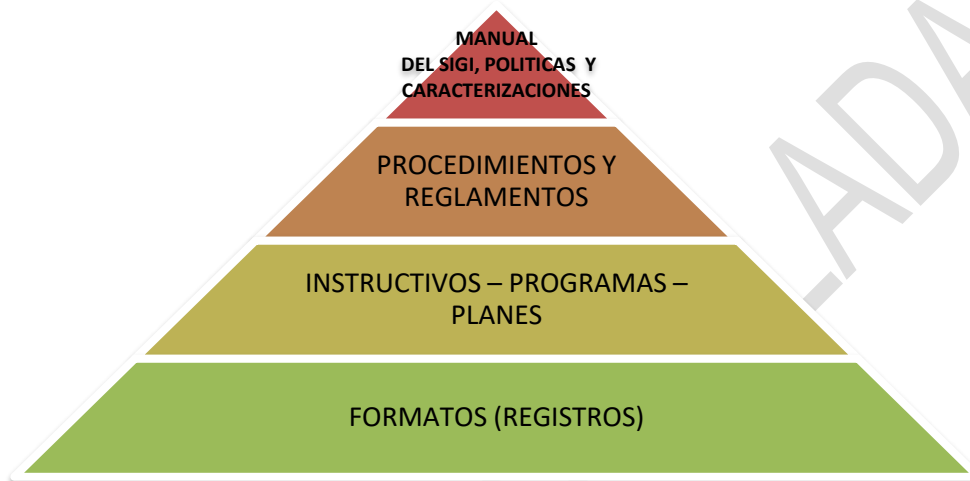 MANUAL
DEL SIGI, POLITICAS Y
CARACTERIZACIONES
PROCEDIMIENTOS Y
REGLAMENTOS
INSTRUCTIVOS – PROGRAMAS –
PLANES
FORMATOS (REGISTROS)